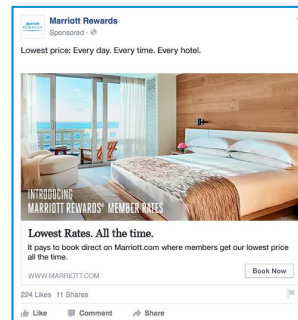 Marriott Rewards
Sponsored ·
Lowest price: Every day. Every time. Every hotel.
INTRODUCING
MARRIOTT REWARDS® MEMBER RATES
Lowest Rates. All the time.
It pays to book direct on Marriott.com where members get our lowest price
all the time.
WWW.MARRIOTT.COM
Book Now
224 Likes 11 Shares
Like Comment Share